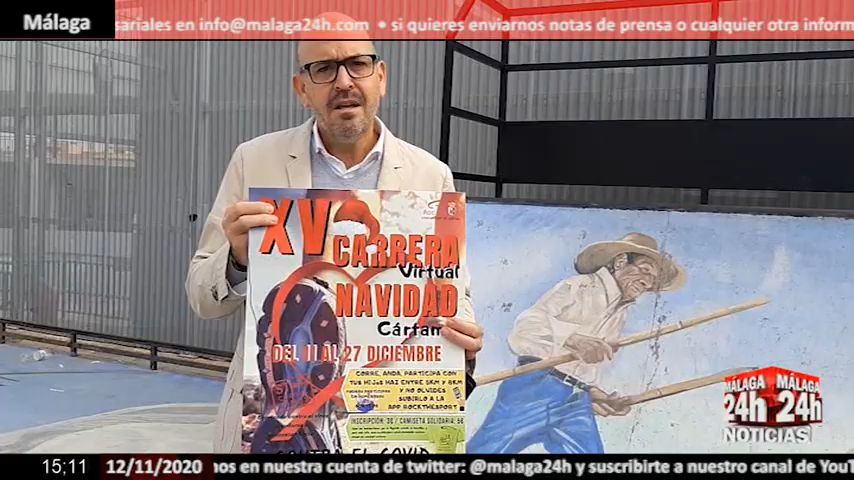 Málaga
sariales en info@malaga24h.com • si quieres enviarnos notas de prensa o cualquier otra inform
XV
CARRERA
Virtual
NAVIDAD
Cártam
DEL 11 AL 27 DICIEMBRE
CORRE, ANDA, PARTICIPA CON
TUS HIJOS HAZ ENTRE 5KM Y 8KM
Y NO OLVIDES
SUBIRLO A LA
APP ROCKTHESPORT
INSCRIPCIÓN: 3€ / CAMISETA SOLIDARIA: 5€
CONTRA EL COVID
MÁLAGA MÁLAGA
24h 24h
NOTICIAS
15:11 12/11/2020 nos en nuestra cuenta de twitter: @malaga24h y suscribirte a nuestro canal de YouT